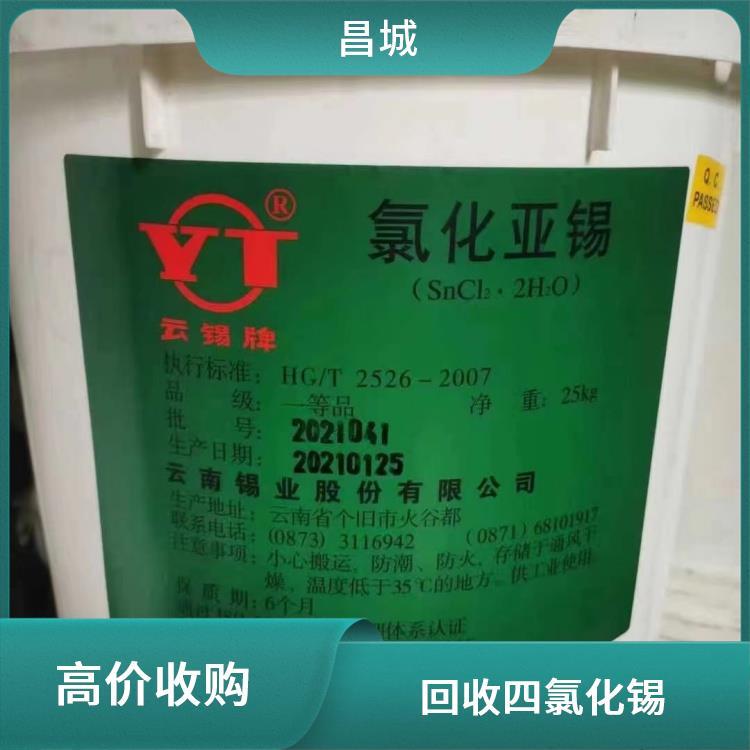 昌城
Q.C
PASSED
YT®
氯化亚锡
(SnCl₂·2H₂O)
云锡牌
执行标准：HG/T 2526－2007
品 级：一等品 净 重：25kg
批 号：2021041
生产日期：20210125
云南锡业股份有限公司
生产地址：云南省个旧市火谷都
联系电话：(0873) 3116942 (0871) 68101917
注意事项：小心搬运，防潮、防火，存储于通风干
燥、温度低于35℃的地方。供工业使用。
保质期：6个月
体系认证
高价收购
回收四氯化锡